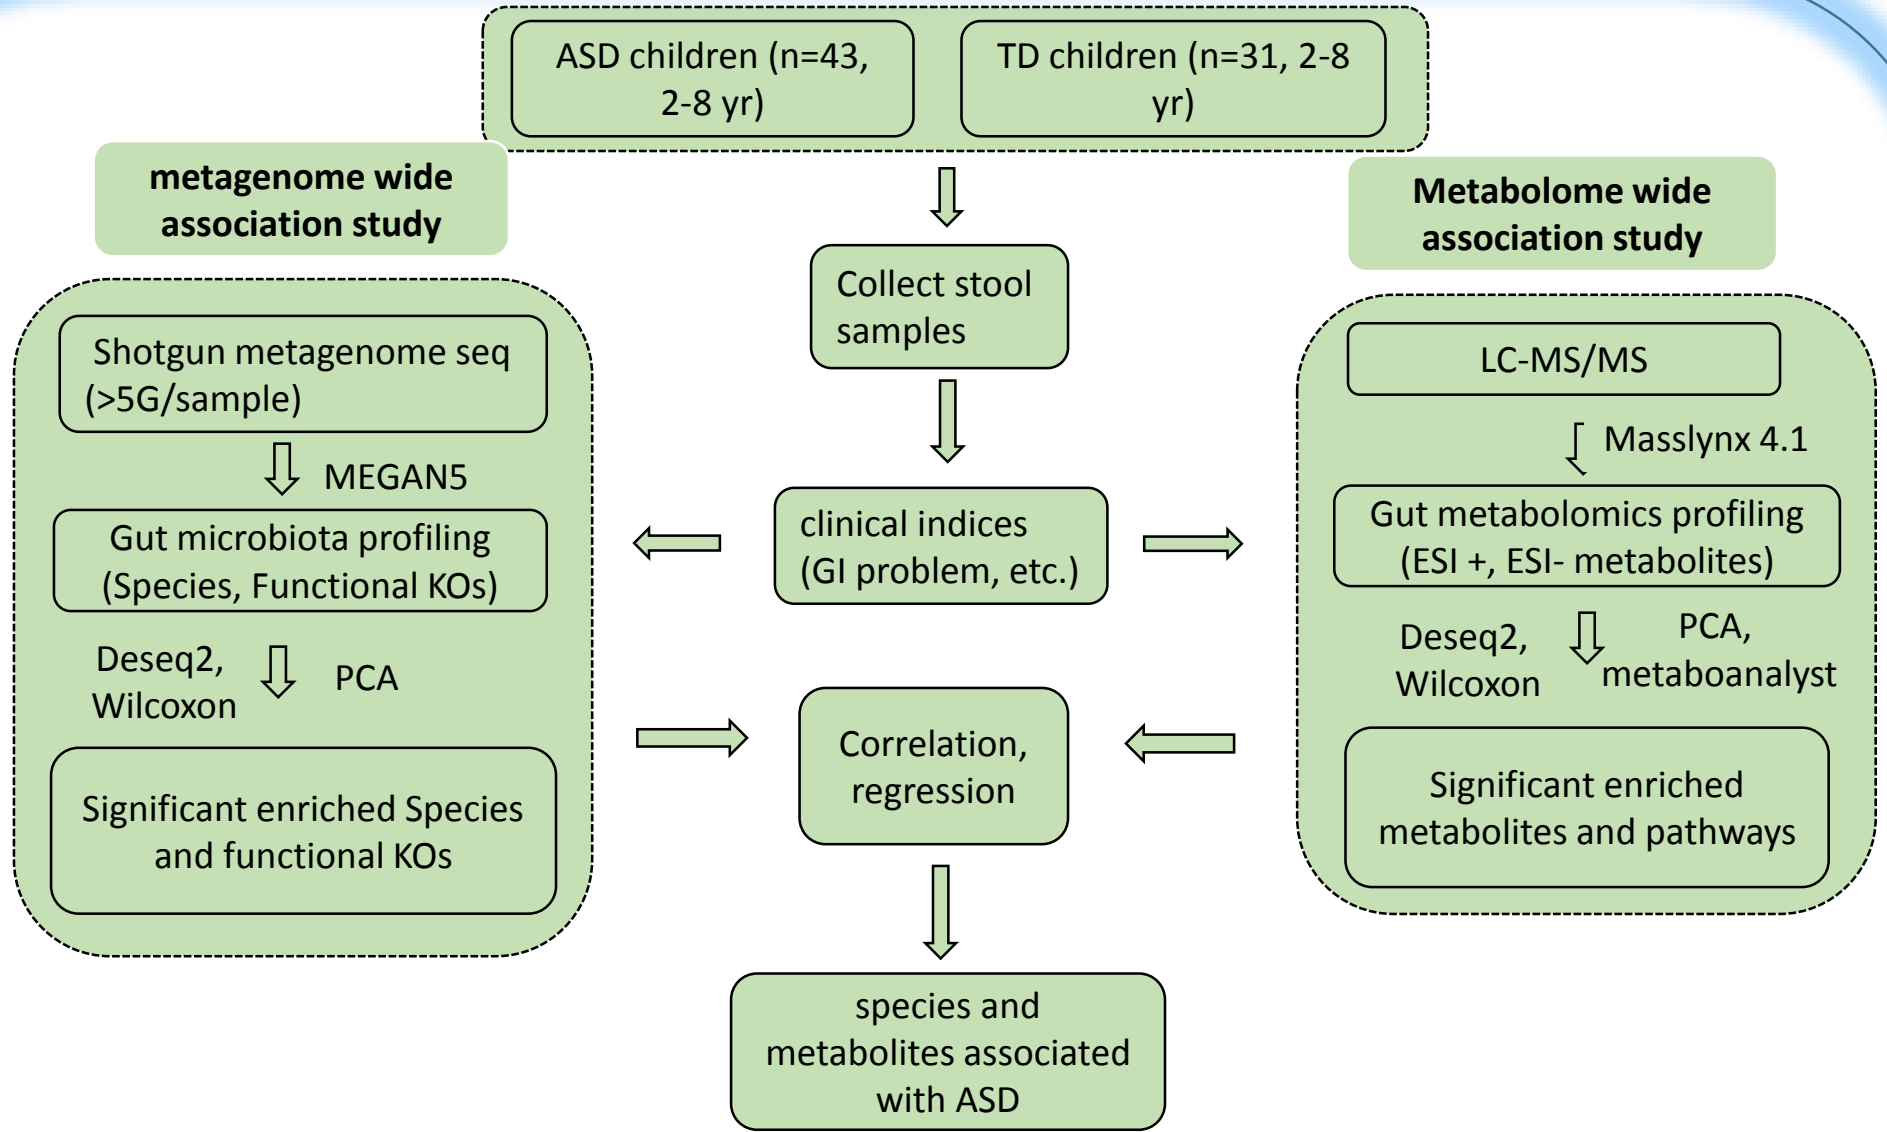 ASD children (n=43,
2-8 yr)
TD children (n=31, 2-8
yr)
metagenome wide
association study
Metabolome wide
association study
Collect stool
samples
Shotgun metagenome seq
(>5G/sample)
MEGAN5
Gut microbiota profiling
(Species, Functional KOs)
Deseq2,
Wilcoxon
PCA
Significant enriched Species
and functional KOs
clinical indices
(GI problem, etc.)
LC-MS/MS
Masslynx 4.1
Gut metabolomics profiling
(ESI +, ESI- metabolites)
Deseq2,
Wilcoxon
PCA,
metaboanalyst
Significant enriched
metabolites and pathways
Correlation,
regression
species and
metabolites associated
with ASD